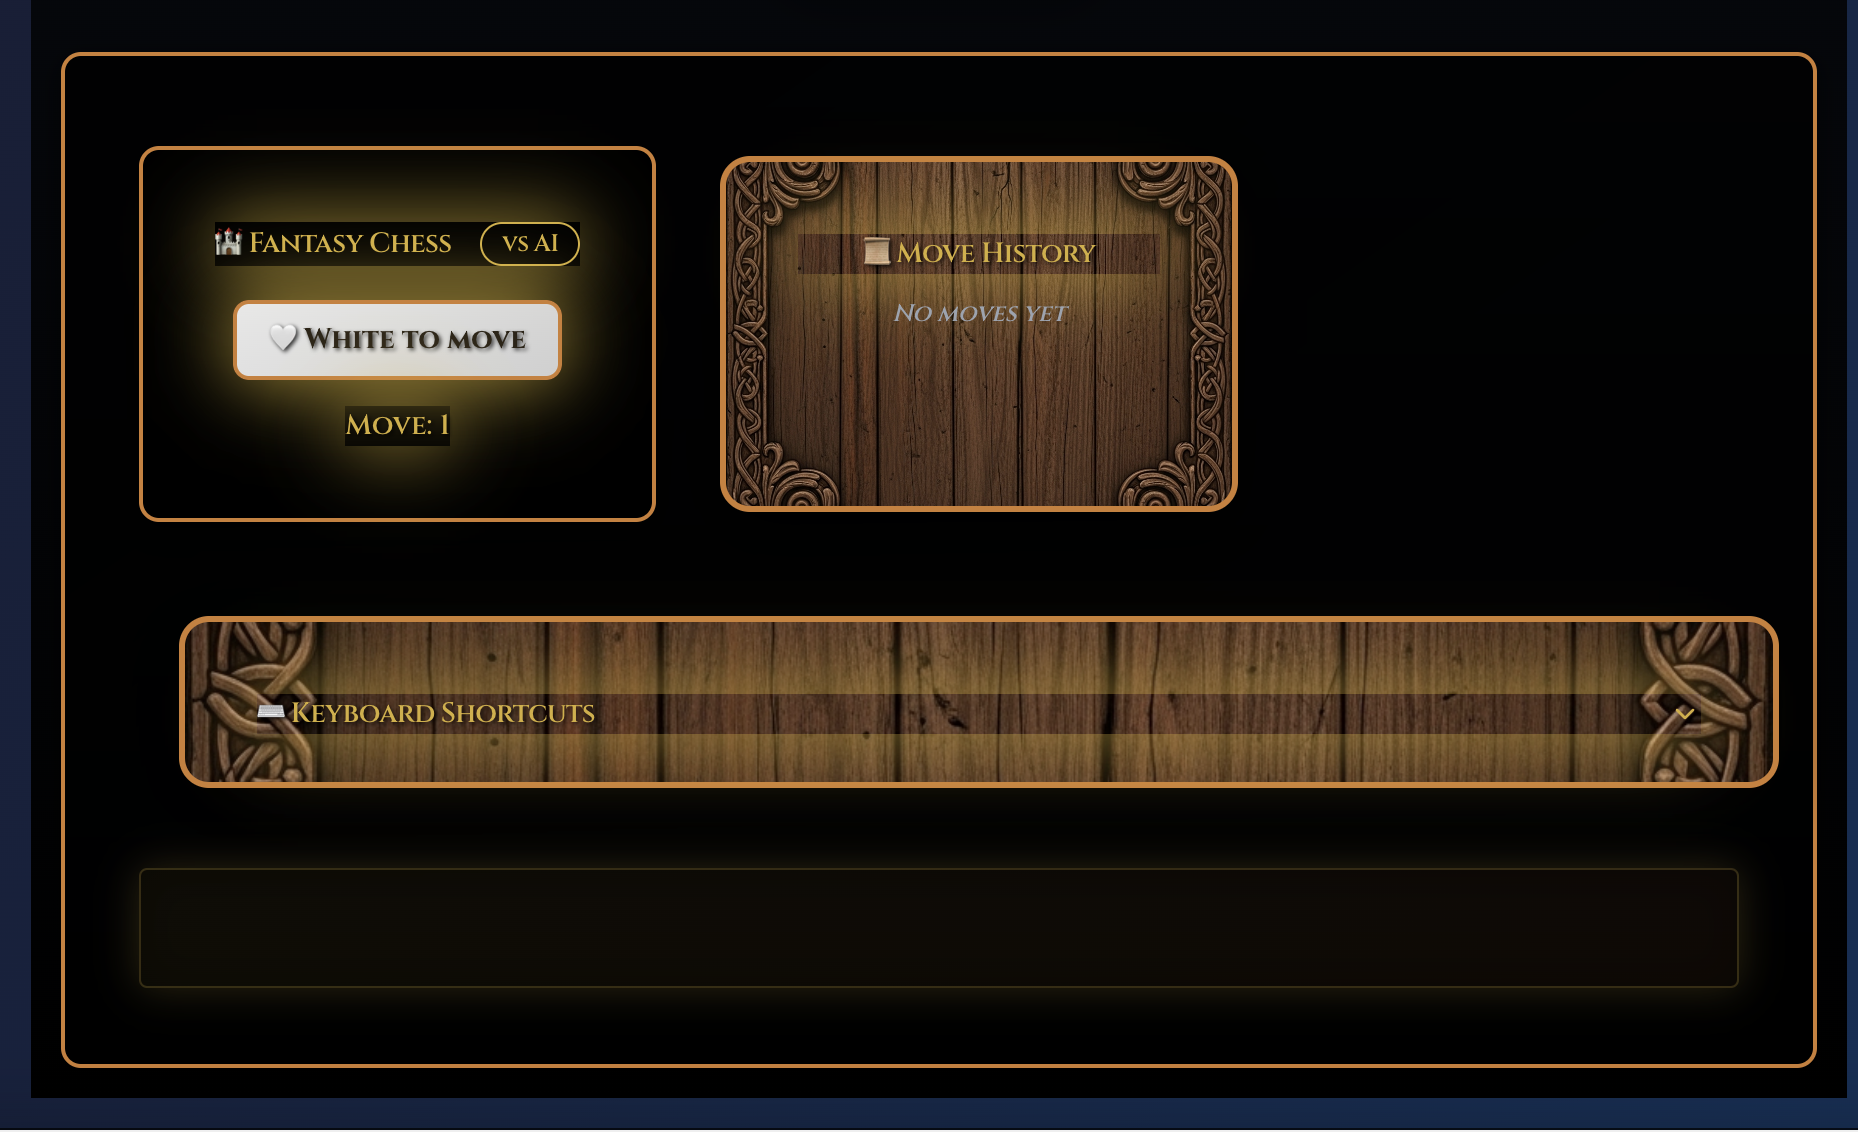 🏰 Fantasy Chess vs AI
🤍 White to move
Move: 1
📜 Move History
No moves yet
⌨️ Keyboard Shortcuts